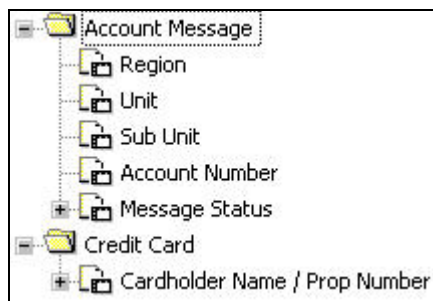 Account Message
Region
Unit
Sub Unit
Account Number
Message Status
Credit Card
Cardholder Name / Prop Number